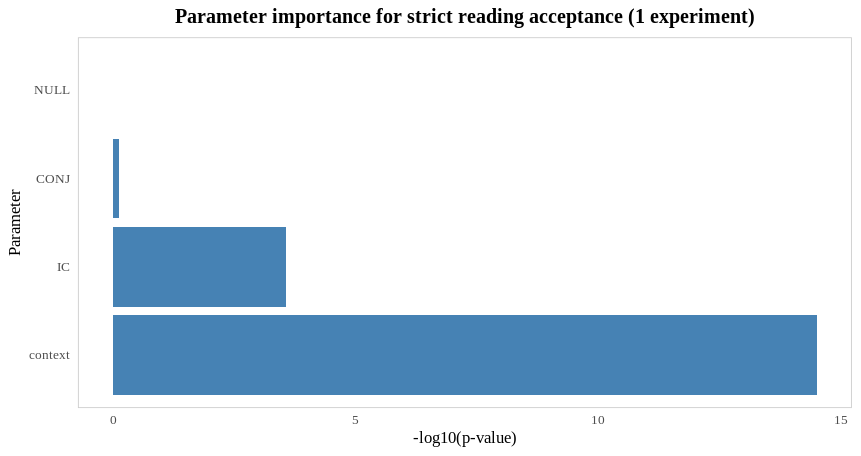 Parameter importance for strict reading acceptance (1 experiment)
Parameter
NULL
CONJ
IC
context
0 5 10 15
-log10(p-value)